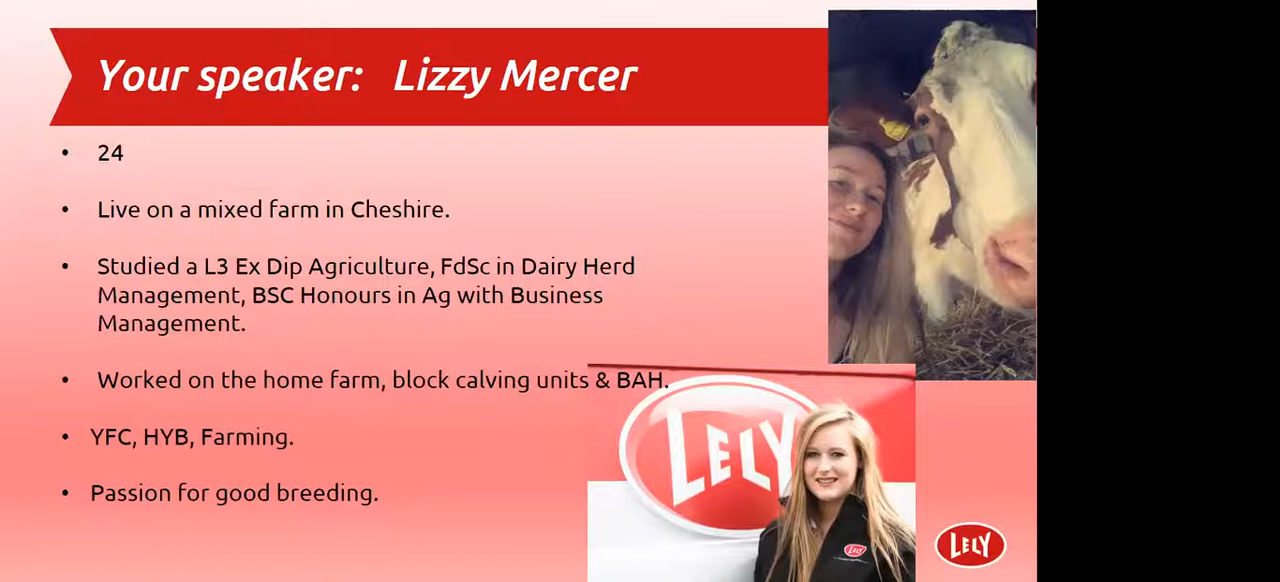 Your speaker: Lizzy Mercer
• 24
• Live on a mixed farm in Cheshire.
• Studied a L3 Ex Dip Agriculture, FdSc in Dairy Herd
Management, BSC Honours in Ag with Business
Management.
• Worked on the home farm, block calving units & BAH.
• YFC, HYB, Farming.
• Passion for good breeding.
LELY
LELY
LELY